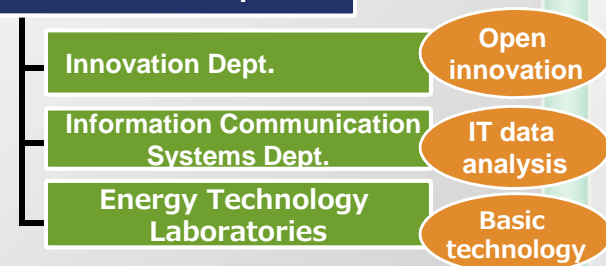 Innovation Dept.
Open
innovation
Information Communication
Systems Dept.
IT data
analysis
Energy Technology
Laboratories
Basic
technology